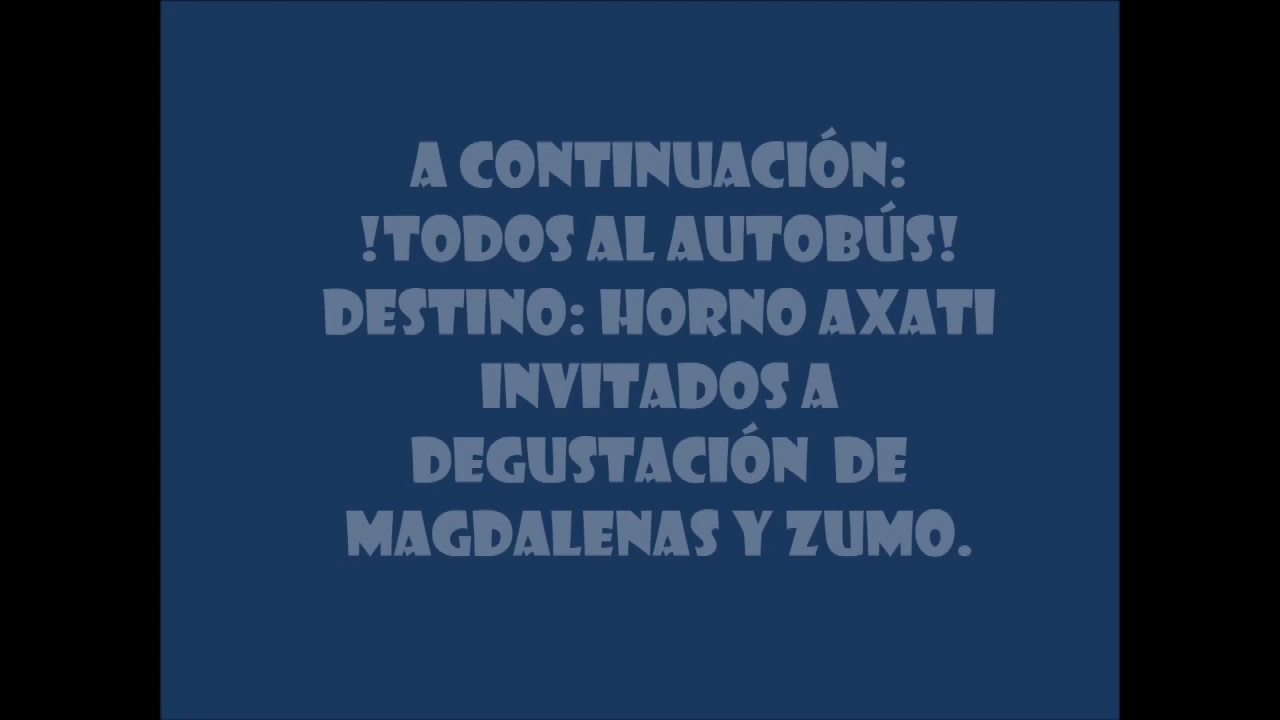 A CONTINUACIÓN:
!TODOS AL AUTOBÚS!
DESTINO: HORNO AXATI
INVITADOS A
DEGUSTACIÓN  DE
MAGDALENAS Y ZUMO.